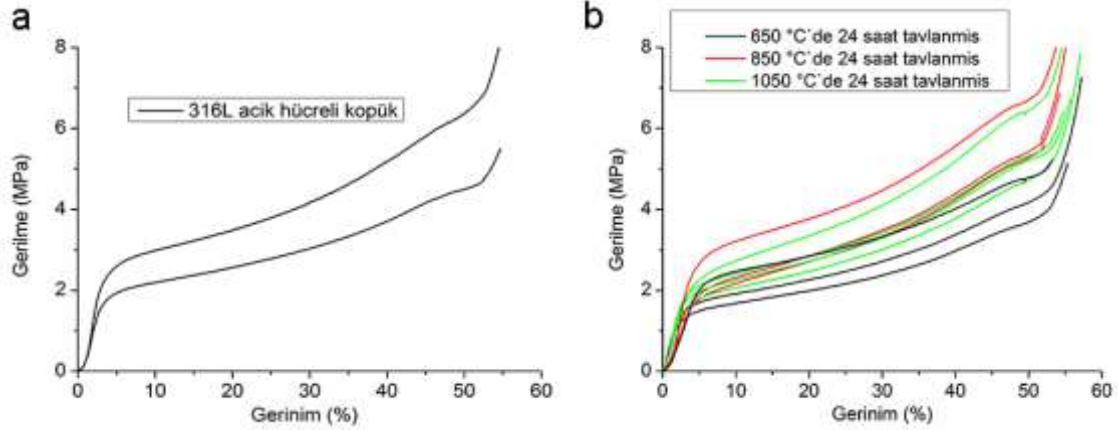 a
8
6
4
2
0
Gerilme (MPa)
316L acik hücreli kopük
0 10 20 30 40 50 60
Gerinim (%)
b
650 °C´de 24 saat tavlanmis
850 °C´de 24 saat tavlanmis
1050 °C´de 24 saat tavlanmis
8
6
4
2
0
Gerilme (MPa)
0 10 20 30 40 50 60
Gerinim (%)